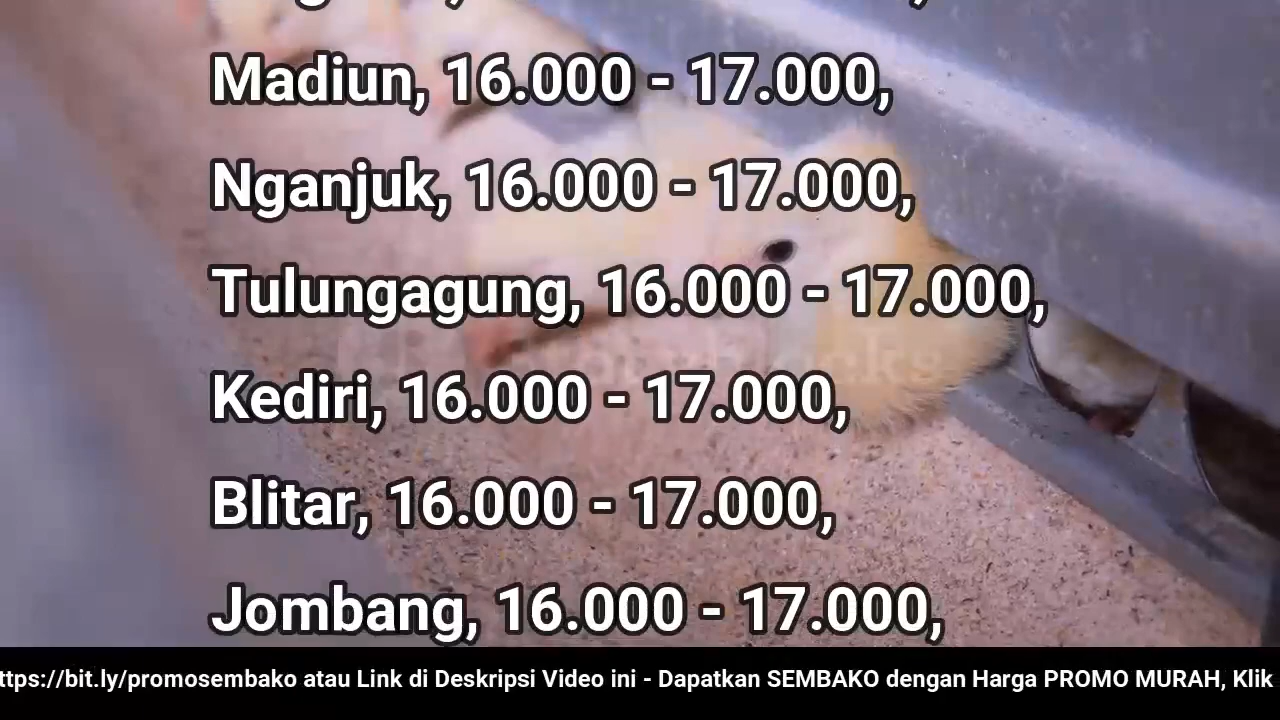 Madiun, 16.000 - 17.000,
Nganjuk, 16.000 - 17.000,
Tulungagung, 16.000 - 17.000,
Kediri, 16.000 - 17.000,
Blitar, 16.000 - 17.000,
Jombang, 16.000 - 17.000,
ttps://bit.ly/promosembako atau Link di Deskripsi Video ini - Dapatkan SEMBAKO dengan Harga PROMO MURAH, Klik